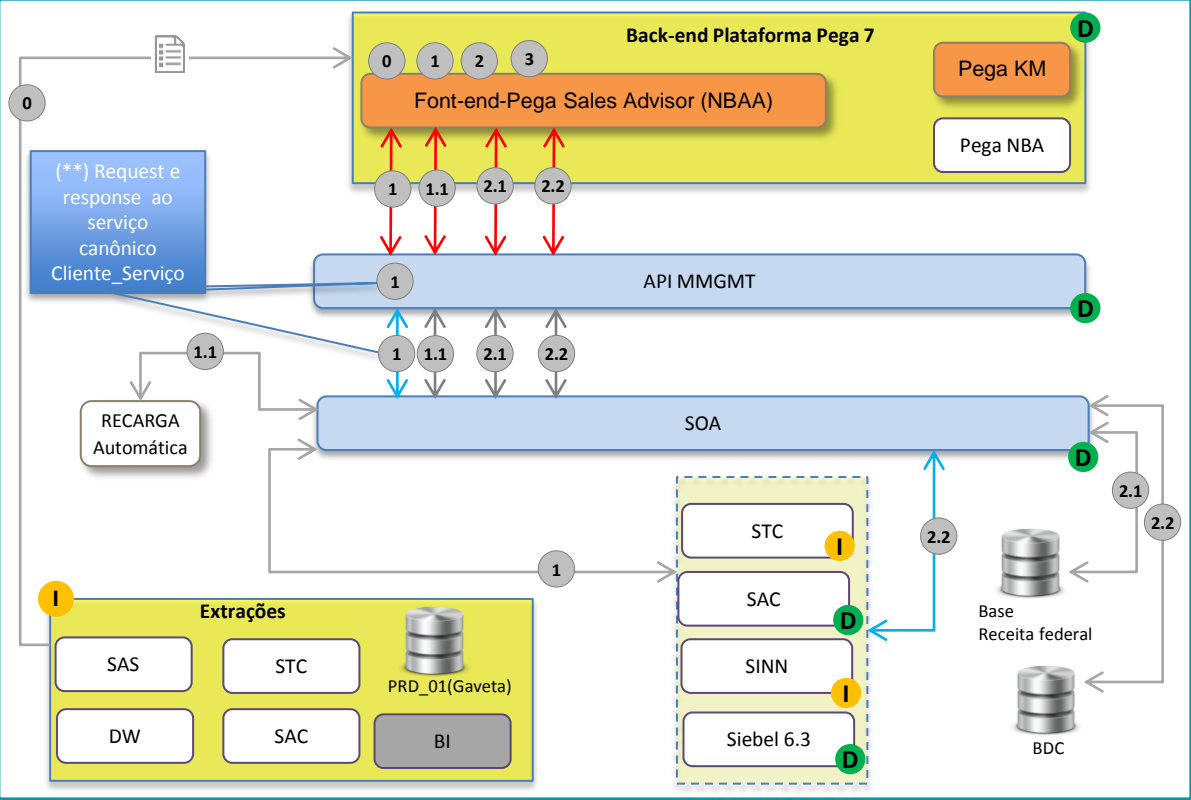 Back-end Plataforma Pega 7
D
0
1
2
3
Pega KM
Font-end-Pega Sales Advisor (NBAA)
0
Pega NBA
(**) Request e
response ao
serviço
canônico
Cliente_Serviço
1
1.1
2.1
2.2
1
API MMGMT
D
1.1
1
1.1
2.1
2.2
RECARGA
Automática
SOA
D
2.1
2.2
2.2
STC
I
1
SAC
D
Base
Receita federal
SINN
I
Siebel 6.3
D
BDC
I
Extrações
SAS
STC
PRD_01(Gaveta)
DW
SAC
BI